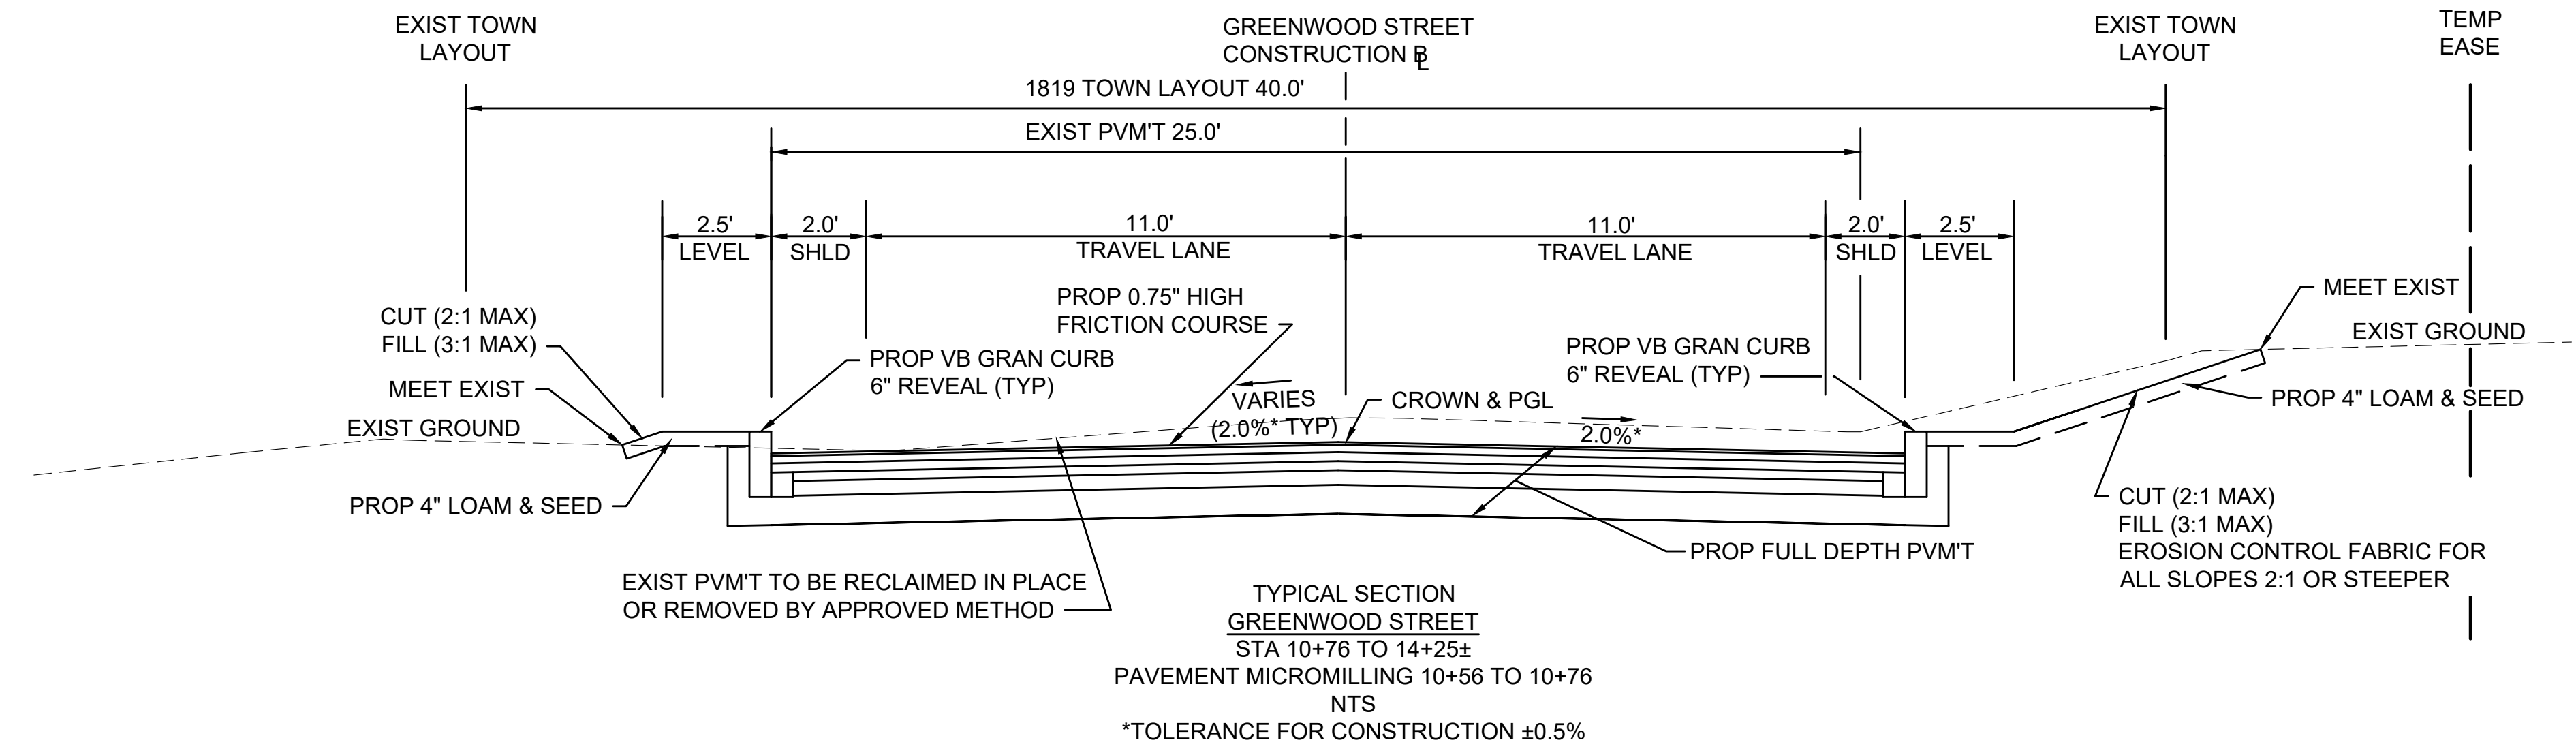 EXIST TOWN
LAYOUT
GREENWOOD STREET
CONSTRUCTION BL
EXIST TOWN
LAYOUT
TEMP
EASE
1819 TOWN LAYOUT 40.0'
EXIST PVM'T 25.0'
2.5'
LEVEL
2.0'
SHLD
11.0'
TRAVEL LANE
11.0'
TRAVEL LANE
2.0'
SHLD
2.5'
LEVEL
CUT (2:1 MAX)
FILL (3:1 MAX)
MEET EXIST
EXIST GROUND
PROP VB GRAN CURB
6" REVEAL (TYP)
PROP 0.75" HIGH
FRICTION COURSE
VARIES
(2.0%* TYP)
CROWN & PGL
2.0%*
PROP VB GRAN CURB
6" REVEAL (TYP)
MEET EXIST
EXIST GROUND
PROP 4" LOAM & SEED
PROP 4" LOAM & SEED
CUT (2:1 MAX)
FILL (3:1 MAX)
EROSION CONTROL FABRIC FOR
ALL SLOPES 2:1 OR STEEPER
PROP FULL DEPTH PVM'T
EXIST PVM'T TO BE RECLAIMED IN PLACE
OR REMOVED BY APPROVED METHOD
TYPICAL SECTION
GREENWOOD STREET
STA 10+76 TO 14+25±
PAVEMENT MICROMILLING 10+56 TO 10+76
NTS
*TOLERANCE FOR CONSTRUCTION ±0.5%